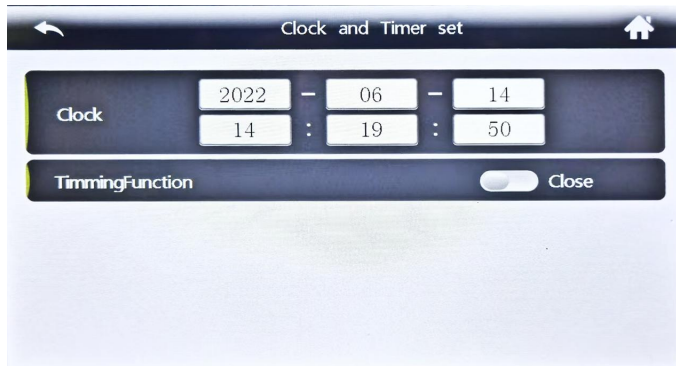 Clock and Timer set
Clock
2022 - 06 - 14
14 : 19 : 50
TimmingFunction Close